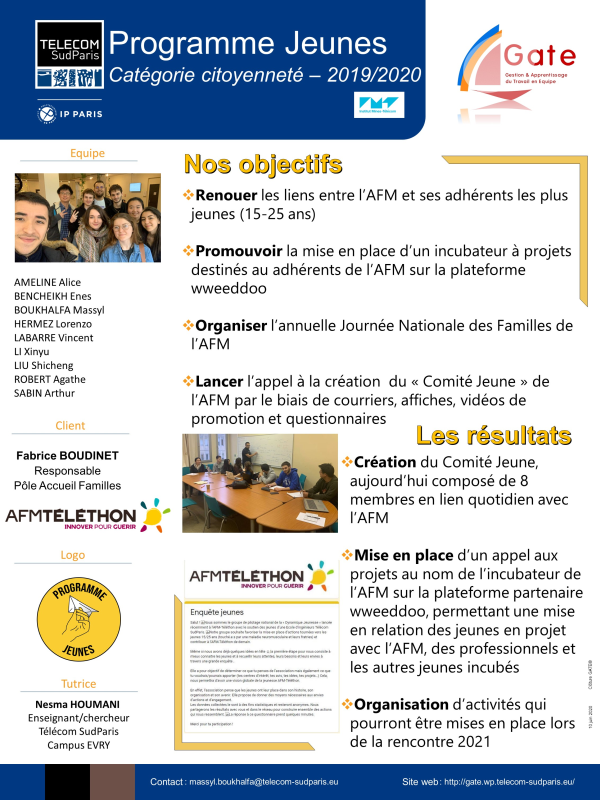 TELECOM
SudParis
IP PARIS
Programme Jeunes
Catégorie citoyenneté – 2019/2020
Institut Mines-Télécom
Gate
Gestion & Apprentissage
du Travail en Equipe
Equipe
AMELINE Alice
BENCHEIKH Enes
BOUKHALFA Massyl
HERMEZ Lorenzo
LABARRE Vincent
LI Xinyu
LIU Shicheng
ROBERT Agathe
SABIN Arthur
Client
Fabrice BOUDINET
Responsable
Pôle Accueil Familles
AFMTÉLÉTHON
INNOVER POUR GUÉRIR
Logo
PROGRAMME
JEUNES
Tutrice
Nesma HOUMANI
Enseignant/chercheur
Télécom SudParis
Campus EVRY
Nos objectifs
❖Renouer les liens entre l’AFM et ses adhérents les plus
jeunes (15-25 ans)
❖Promouvoir la mise en place d’un incubateur à projets
destinés au adhérents de l’AFM sur la plateforme
wweeddoo
❖Organiser l’annuelle Journée Nationale des Familles de
l’AFM
❖Lancer l’appel à la création du « Comité Jeune » de
l’AFM par le biais de courriers, affiches, vidéos de
promotion et questionnaires
Les résultats
❖Création du Comité Jeune,
aujourd’hui composé de 8
membres en lien quotidien avec
l’AFM
❖Mise en place d’un appel aux
projets au nom de l’incubateur de
l’AFM sur la plateforme partenaire
wweeddoo, permettant une mise
en relation des jeunes en projet
avec l’AFM, des professionnels et
les autres jeunes incubés
❖Organisation d’activités qui
pourront être mises en place lors
de la rencontre 2021
AFMTÉLÉTHON
INNOVER POUR GUÉRIR
Enquête jeunes
Merci pour ta participation !
Clôture GATE®
10 juin 2020
Contact : massyl.boukhalfa@telecom-sudparis.eu
Site web : http://gate.wp.telecom-sudparis.eu/